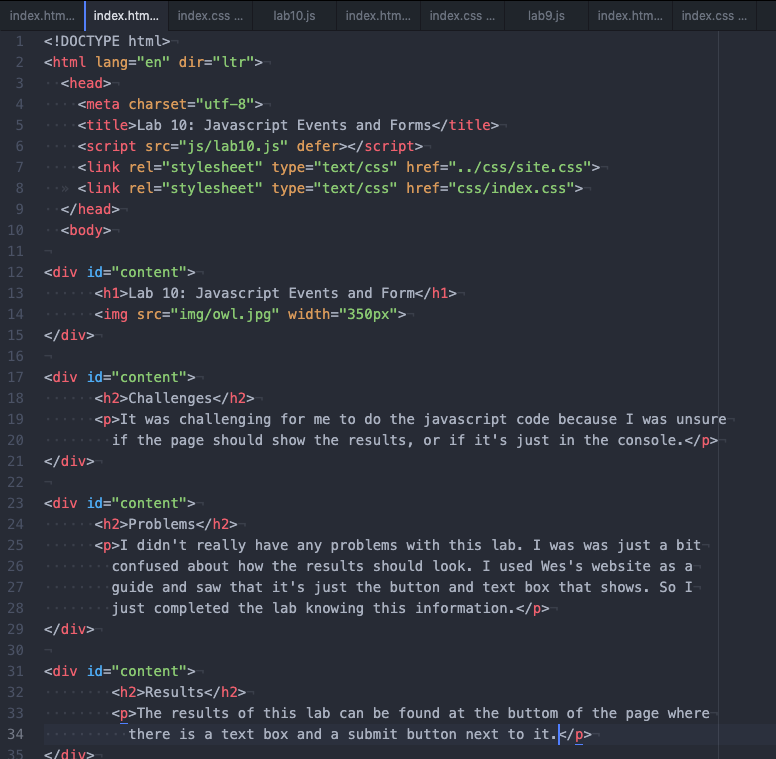 index.htm... index.htm... index.css ... lab10.js index.htm... index.css ... lab9.js index.htm... index.css ...
1 <!DOCTYPE html>
2 <html lang="en" dir="ltr">
3 <head>
4 <meta charset="utf-8">
5 <title>Lab 10: Javascript Events and Forms</title>
6 <script src="js/lab10.js" defer></script>
7 <link rel="stylesheet" type="text/css" href="../css/site.css">
8 <link rel="stylesheet" type="text/css" href="css/index.css">
9 </head>
10 <body>
11
12 <div id="content">
13 <h1>Lab 10: Javascript Events and Form</h1>
14 <img src="img/owl.jpg" width="350px">
15 </div>
16
17 <div id="content">
18 <h2>Challenges</h2>
19 <p>It was challenging for me to do the javascript code because I was unsure
20 if the page should show the results, or if it's just in the console.</p>
21 </div>
22
23 <div id="content">
24 <h2>Problems</h2>
25 <p>I didn't really have any problems with this lab. I was was just a bit
26 confused about how the results should look. I used Wes's website as a
27 guide and saw that it's just the button and text box that shows. So I
28 just completed the lab knowing this information.</p>
29 </div>
30
31 <div id="content">
32 <h2>Results</h2>
33 <p>The results of this lab can be found at the buttom of the page where
34 there is a text box and a submit button next to it.</p>
35 </div>